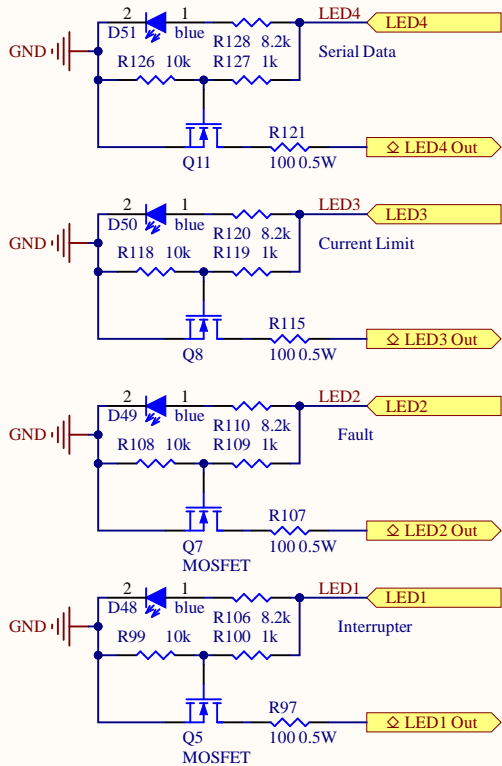 2 1 LED4 LED4
D51 blue R128 8.2k Serial Data
GND R126 10k R127 1k
R121
Q11 100 0.5W LED4 Out
2 1 LED3 LED3
D50 blue R120 8.2k Current Limit
GND R118 10k R119 1k
R115
Q8 100 0.5W LED3 Out
2 1 LED2 LED2
D49 blue R110 8.2k Fault
GND R108 10k R109 1k
R107
Q7 100 0.5W LED2 Out
MOSFET
2 1 LED1 LED1
D48 blue R106 8.2k Interrupter
GND R99 10k R100 1k
R97
Q5 100 0.5W LED1 Out
MOSFET